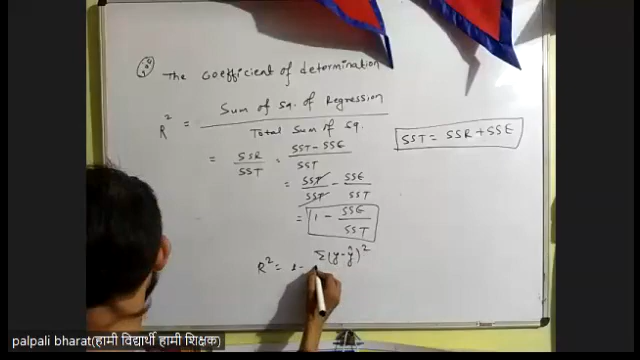 The coefficient of determination
R² = Sum of Sq. of Regression / Total Sum of Sq.
SST = SSR + SSE
= SSR/SST = SST - SSE/SST
= SST/SST - SSE/SST
= 1 - SSE/SST
R² = 1 - Σ(y-ŷ)²
palpali bharat(हामी विद्यार्थी हामी शिक्षक)